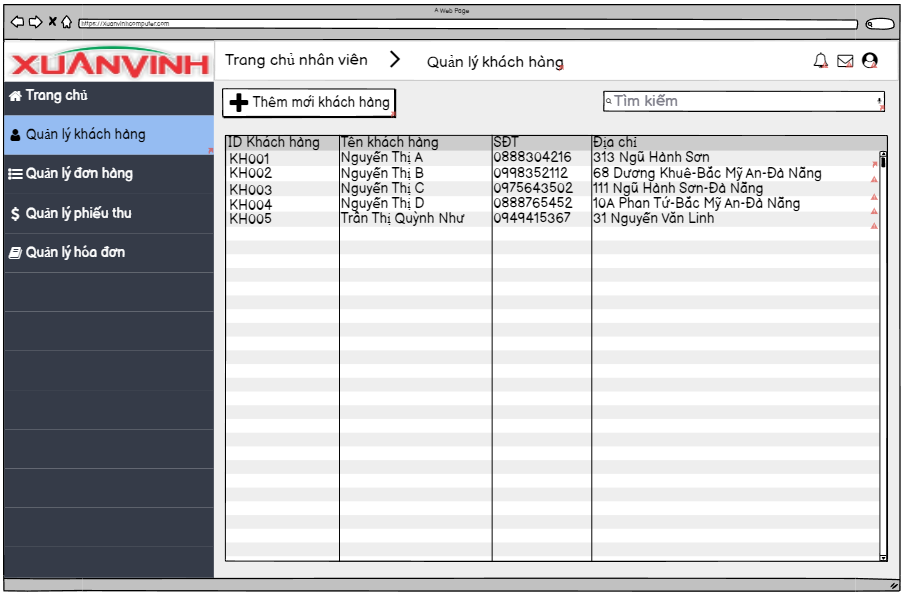 A Web Page
https://xuanvinhcomputer.com
XUÂNVINH
Trang chủ nhân viên
Quản lý khách hàng
Trang chủ
Quản lý khách hàng
Quản lý đơn hàng
Quản lý phiếu thu
Quản lý hóa đơn
Thêm mới khách hàng
Tìm kiếm
ID Khách hàng Tên khách hàng SĐT Địa chỉ
KH001 Nguyễn Thị A 0888304216 313 Ngũ Hành Sơn
KH002 Nguyễn Thị B 0998352112 68 Dương Khuê-Bắc Mỹ An-Đà Nẵng
KH003 Nguyễn Thị C 0975643502 111 Ngũ Hành Sơn-Đà Nẵng
KH004 Nguyễn Thị D 0888765452 10A Phan Tứ-Bắc Mỹ An-Đà Nẵng
KH005 Trần Thị Quỳnh Như 0949415367 31 Nguyễn Văn Linh